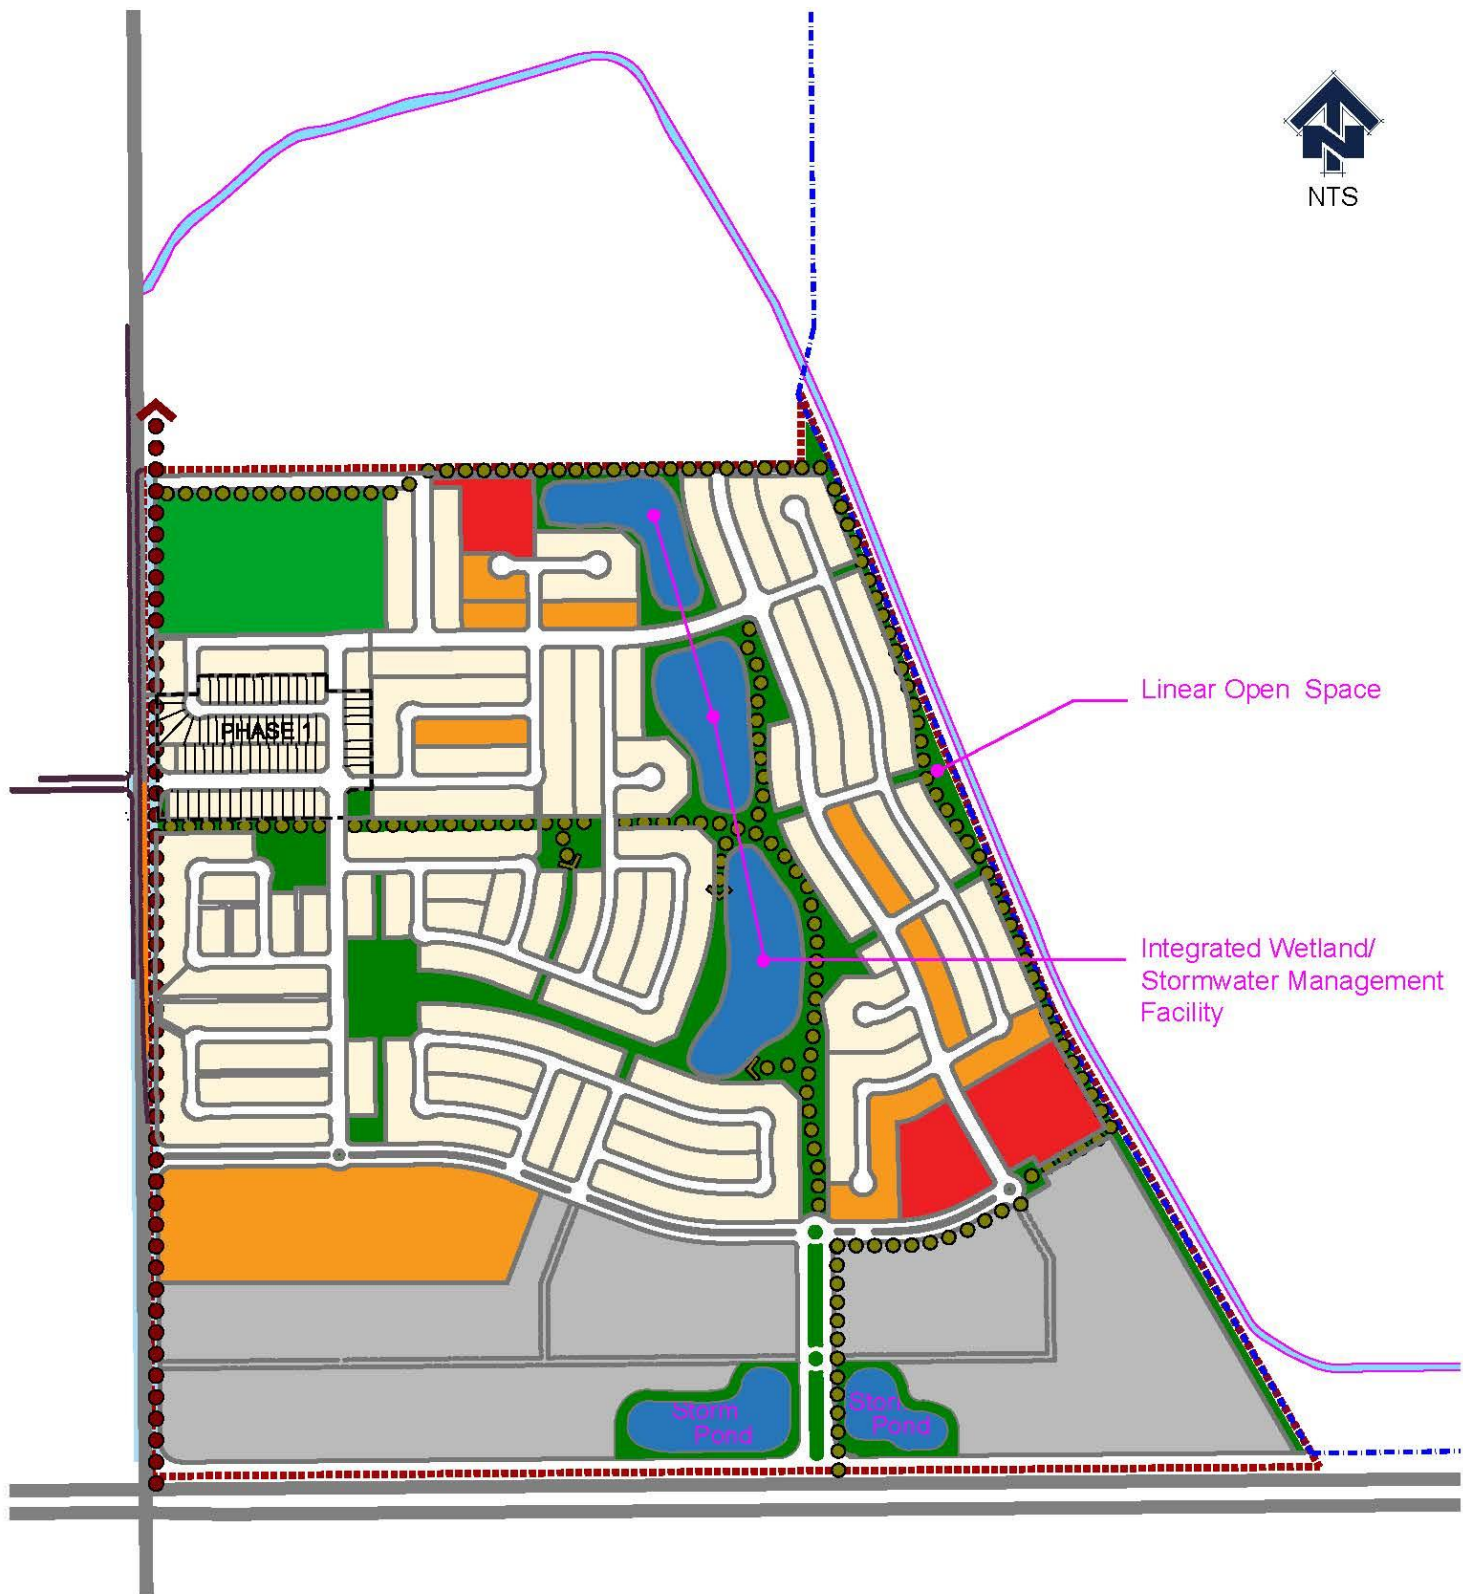 N
NTS
Linear Open Space
PHASE 1
Integrated Wetland/
Stormwater Management
Facility
Storm
Pond
Pond